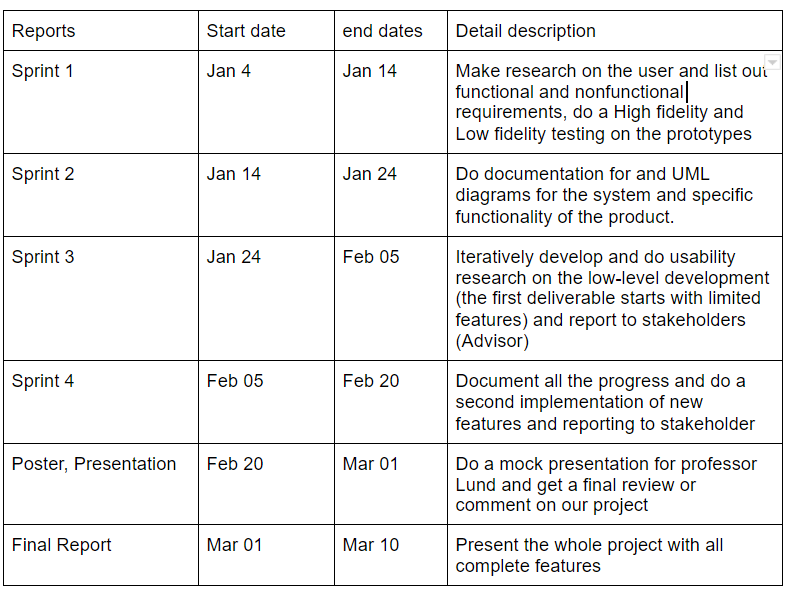 Reports Start date end dates Detail description
Sprint 1 Jan 4 Jan 14 Make research on the user and list out
functional and nonfunctional
requirements, do a High fidelity and
Low fidelity testing on the prototypes
Sprint 2 Jan 14 Jan 24 Do documentation for and UML
diagrams for the system and specific
functionality of the product.
Sprint 3 Jan 24 Feb 05 Iteratively develop and do usability
research on the low-level development
(the first deliverable starts with limited
features) and report to stakeholders
(Advisor)
Sprint 4 Feb 05 Feb 20 Document all the progress and do a
second implementation of new
features and reporting to stakeholder
Poster, Presentation Feb 20 Mar 01 Do a mock presentation for professor
Lund and get a final review or
comment on our project
Final Report Mar 01 Mar 10 Present the whole project with all
complete features